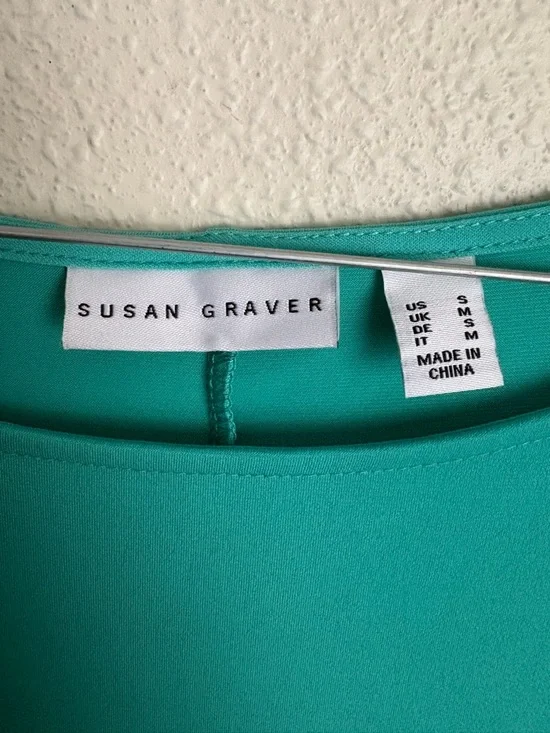 SUSAN GRAVER
US S
UK M
DE S
IT M
MADE IN
CHINA